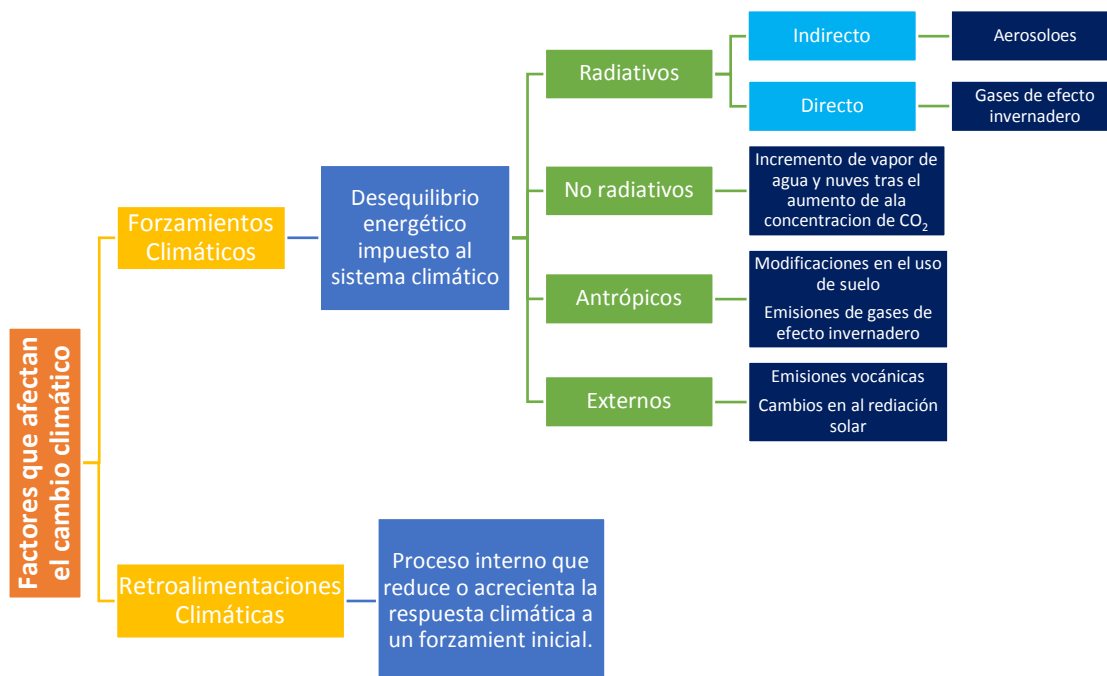 Factores que afectan
el cambio climático
Forzamientos
Climáticos
Desequilibrio
energético
impuesto al
sistema climático
Radiativos
Indirecto
Aerosoloes
Directo
Gases de efecto
invernadero
No radiativos
Incremento de vapor de
agua y nuves tras el
aumento de ala
concentracion de CO₂
Antrópicos
Modificaciones en el uso
de suelo
Emisiones de gases de
efecto invernadero
Externos
Emisiones vocánicas
Cambios en al rediación
solar
Retroalimentaciones
Climáticas
Proceso interno que
reduce o acrecienta la
respuesta climática a
un forzamient inicial.